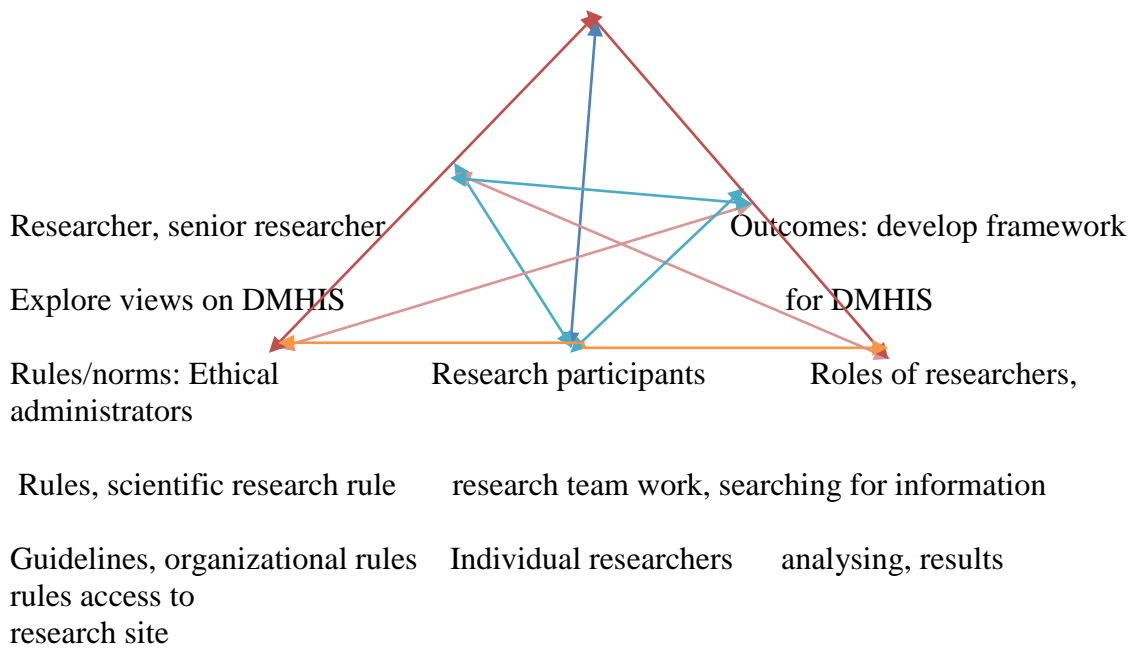 Researcher, senior researcher Outcomes: develop framework
Explore views on DMHIS for DMHIS
Rules/norms: Ethical Research participants Roles of researchers,
administrators
Rules, scientific research rule research team work, searching for information
Guidelines, organizational rules Individual researchers analysing, results
rules access to
research site